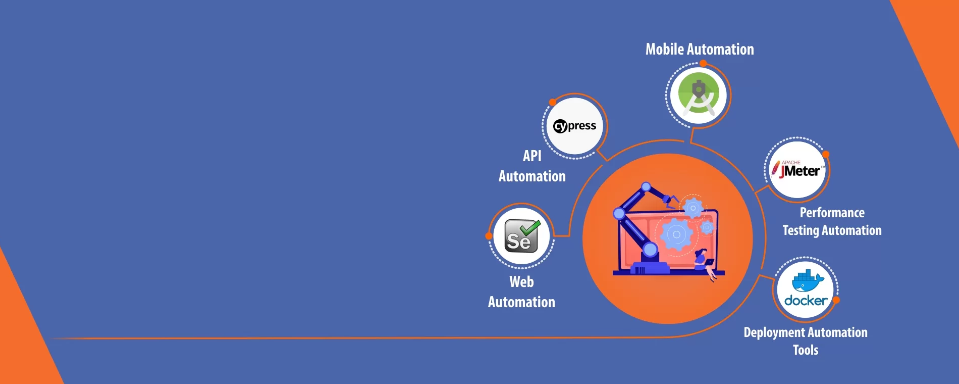 Mobile Automation
cypress
API
Automation
APACHE
JMeter
Performance
Testing Automation
Se
Web
Automation
docker
Deployment Automation
Tools